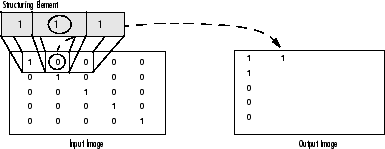 Structuring Element
1 1 1
1 0 0 0 0
0 1 0 0 0
0 0 1 0 0
0 0 0 1 0
0 0 0 0 1
Input Image
1 1
1
0
0
0
Output Image